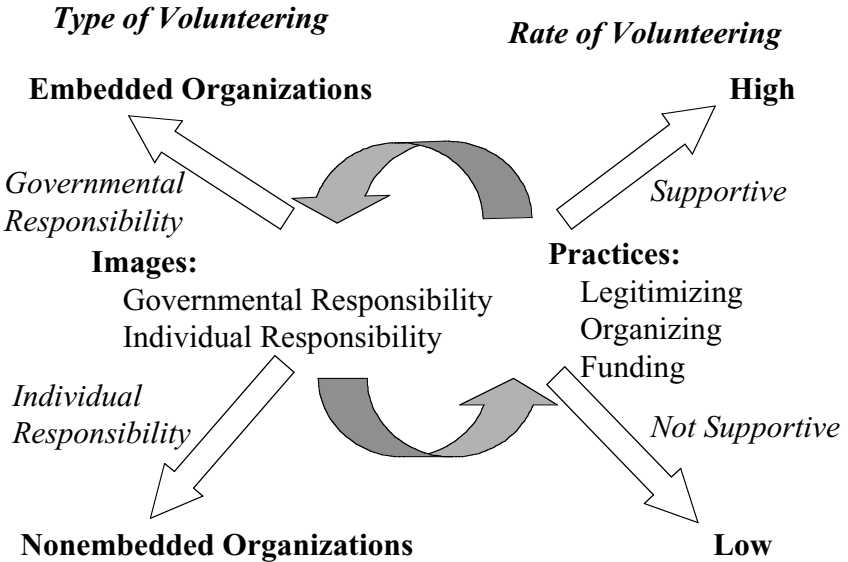 Type of Volunteering
Rate of Volunteering
Embedded Organizations
High
Governmental
Responsibility
Supportive
Images:
Governmental Responsibility
Individual Responsibility
Practices:
Legitimizing
Organizing
Funding
Individual
Responsibility
Not Supportive
Nonembedded Organizations
Low